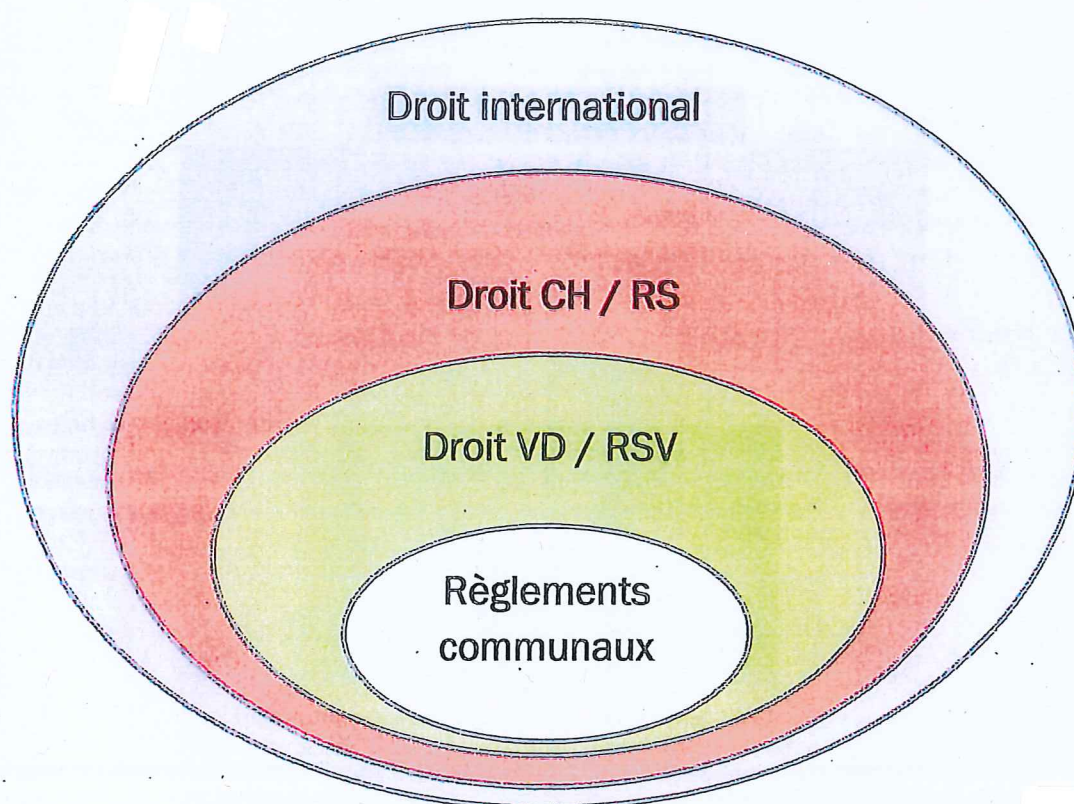 Droit international
Droit CH / RS
Droit VD / RSV
Règlements
communaux